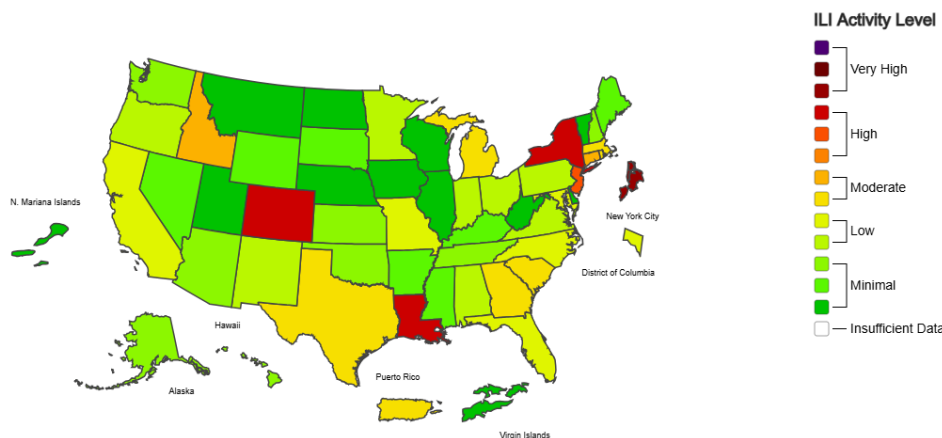 ILI Activity Level
Very High
High
Moderate
Low
Minimal
Insufficient Data
N. Mariana Islands
New York City
District of Columbia
Hawaii
Alaska
Puerto Rico
Virgin Islands